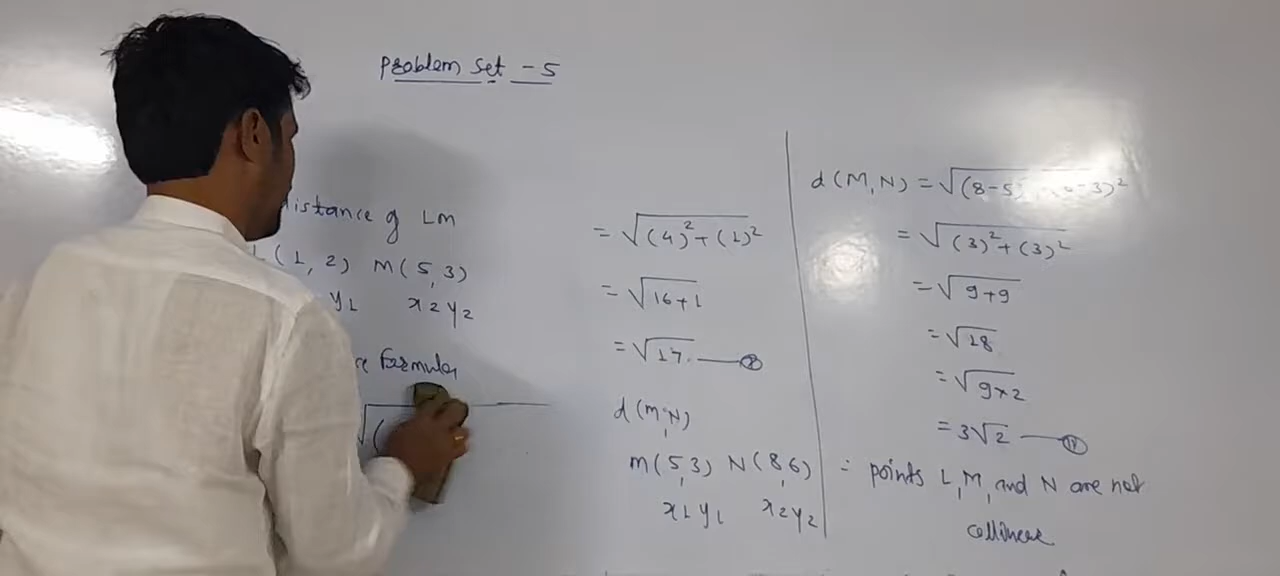 Problem Set - 5
distance of LM
L(1, 2) M(5,3)
y1 x2 y2
Formula
√(
= √(4)²+(1)²
= √16+1
= √17
d(M,N)
M(5,3) N(8,6)
x1 y1 x2 y2
d(M,N) = √(8-5) -3)²
= √(3)²+(3)²
= √9+9
= √18
= √9×2
= 3√2
= points L, M, and N are not